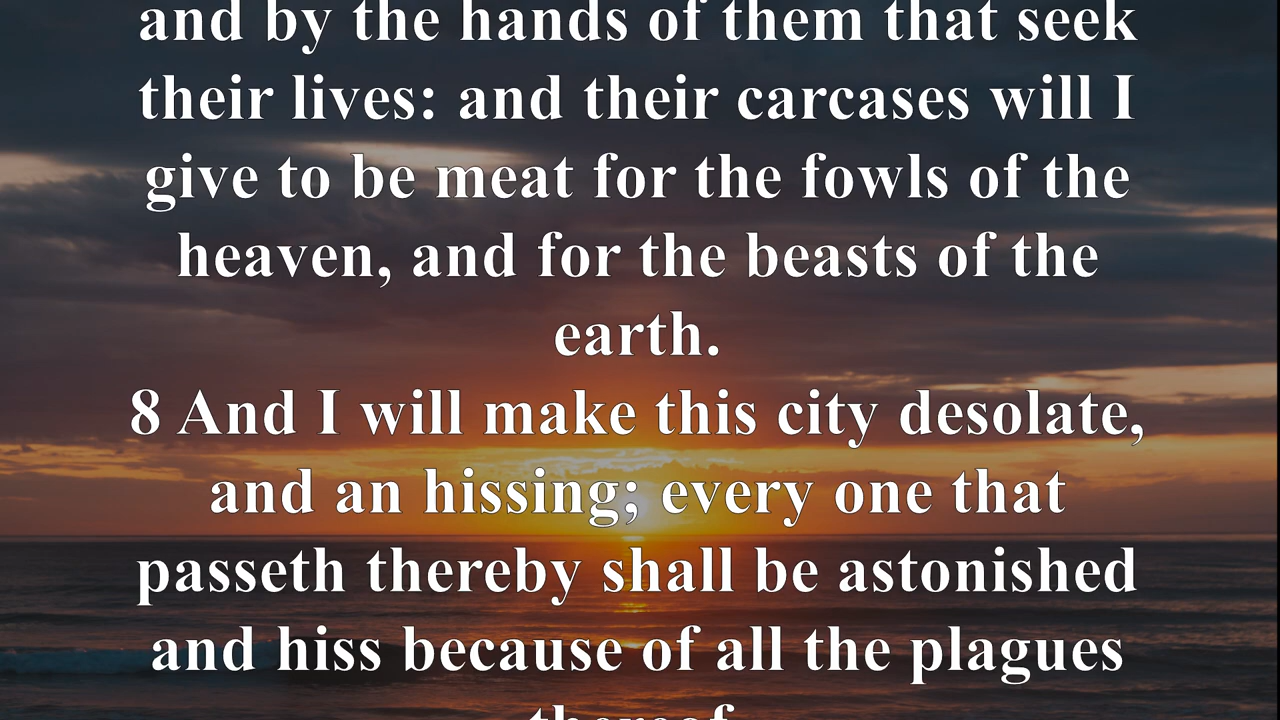 and by the hands of them that seek
their lives: and their carcases will I
give to be meat for the fowls of the
heaven, and for the beasts of the
earth.
8 And I will make this city desolate,
and an hissing; every one that
passeth thereby shall be astonished
and hiss because of all the plagues
thereof.